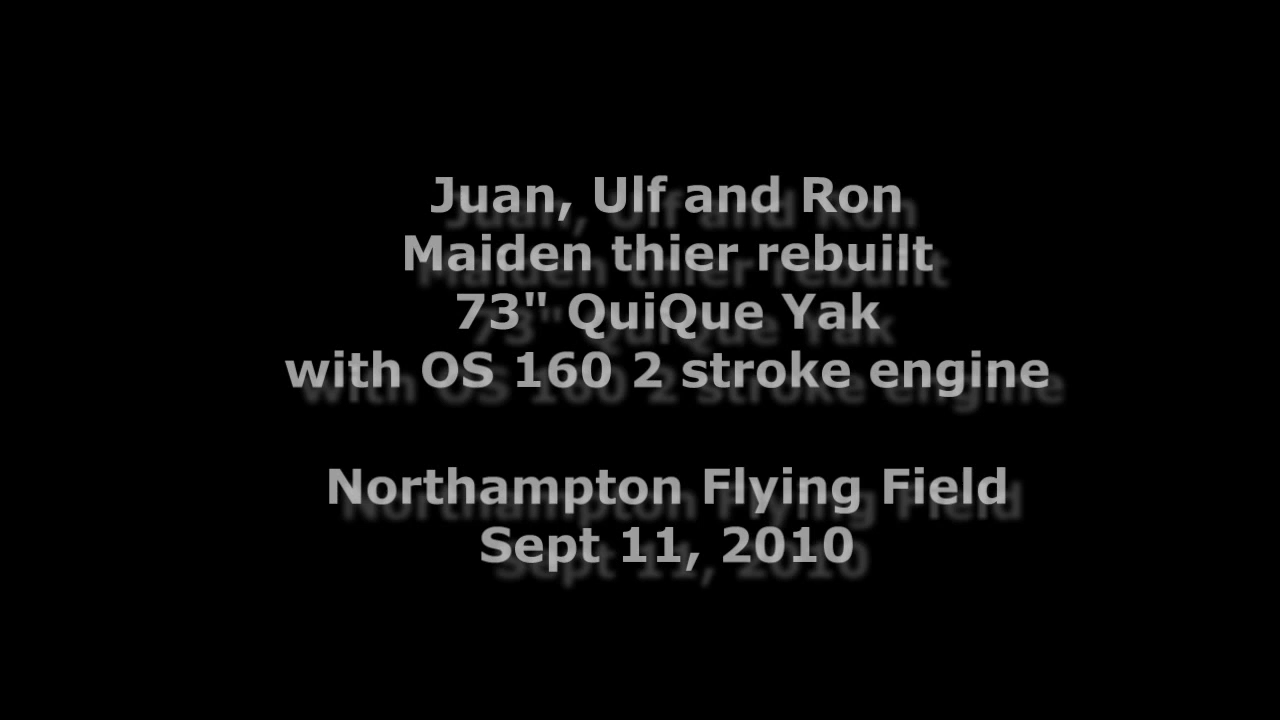 Juan, Ulf and Ron
Maiden thier rebuilt
73" QuiQue Yak
with OS 160 2 stroke engine
Northampton Flying Field
Sept 11, 2010